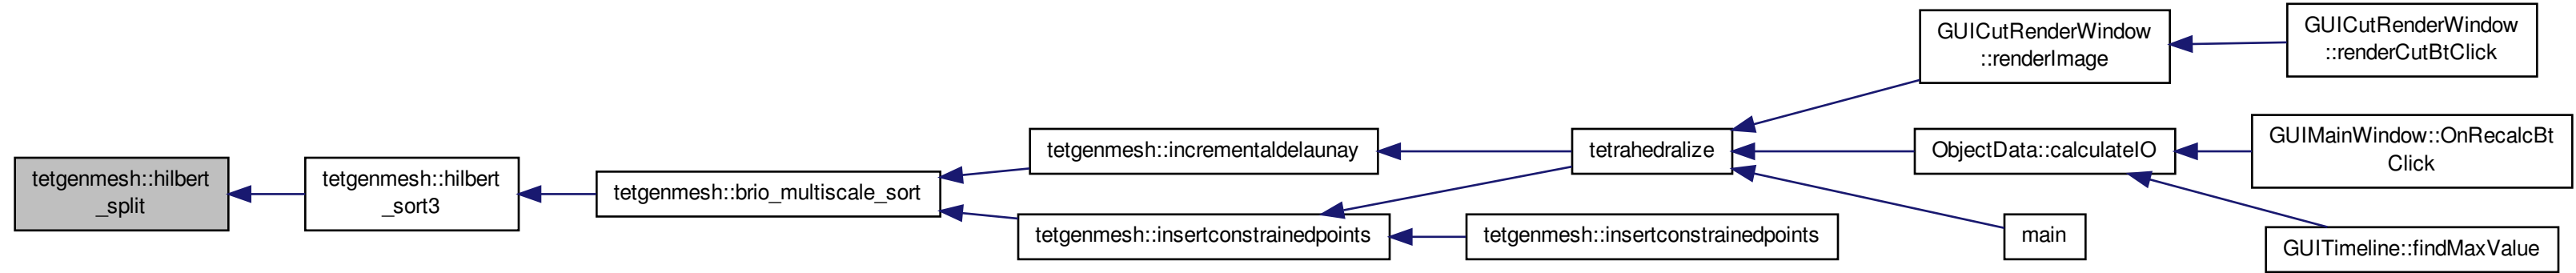 tetgenmesh::hilbert
_split
tetgenmesh::hilbert
_sort3
tetgenmesh::brio_multiscale_sort
tetgenmesh::incrementaldelaunay
tetgenmesh::insertconstrainedpoints
tetrahedralize
tetgenmesh::insertconstrainedpoints
GUICutRenderWindow
::renderImage
ObjectData::calculateIO
main
GUICutRenderWindow
::renderCutBtClick
GUIMainWindow::OnRecalcBt
Click
GUITimeline::findMaxValue